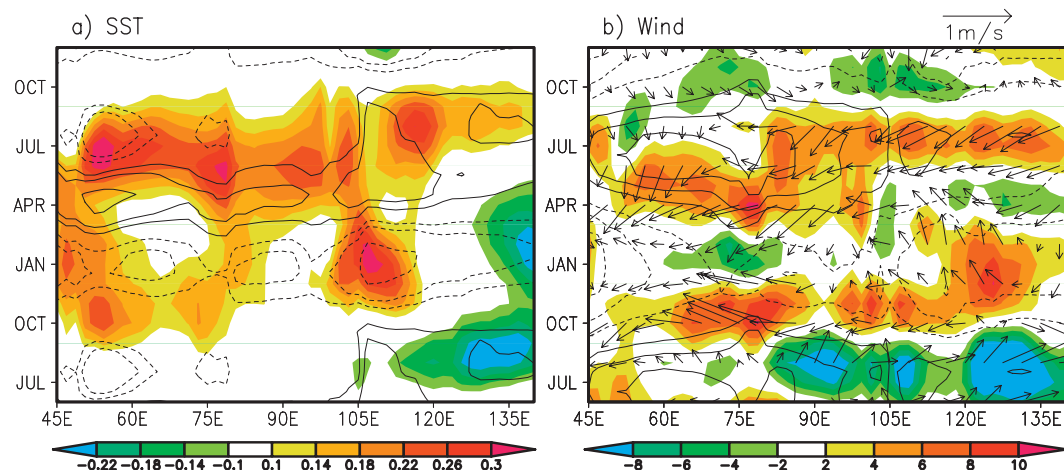 a) SST
b) Wind
1m/s
OCT
JUL
APR
JAN
OCT
JUL
45E 60E 75E 90E 105E 120E 135E
-0.22 -0.18 -0.14 -0.1 0.1 0.14 0.18 0.22 0.26 0.3
OCT
JUL
APR
JAN
OCT
JUL
45E 60E 75E 90E 105E 120E 135E
-8 -6 -4 -2 2 4 6 8 10